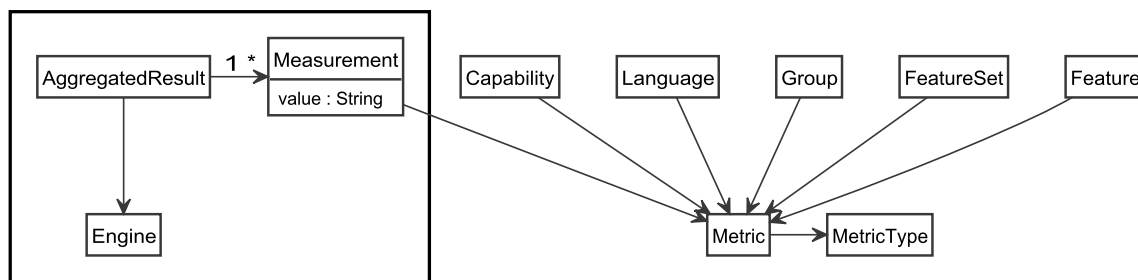 AggregatedResult
1 *
Measurement
value : String
Capability
Language
Group
FeatureSet
Feature
Engine
Metric
MetricType